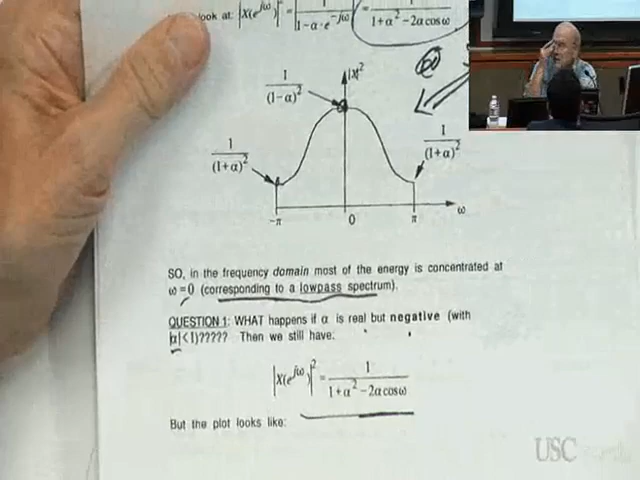 look at: |X(e^{jω})|² = |1/(1-α·e^{-jω})|² = 1/(1+α²-2α cosω)
60
|X|²
1/(1-α)²
1/(1+α)²
1/(1+α)²
-π 0 π ω
SO, in the frequency domain most of the energy is concentrated at
ω=0 (corresponding to a lowpass spectrum).
QUESTION 1: WHAT happens if α is real but negative (with
|α|<1)????? Then we still have:
|X(e^{jω})|² = 1/(1+α²-2α cosω)
But the plot looks like:
USC